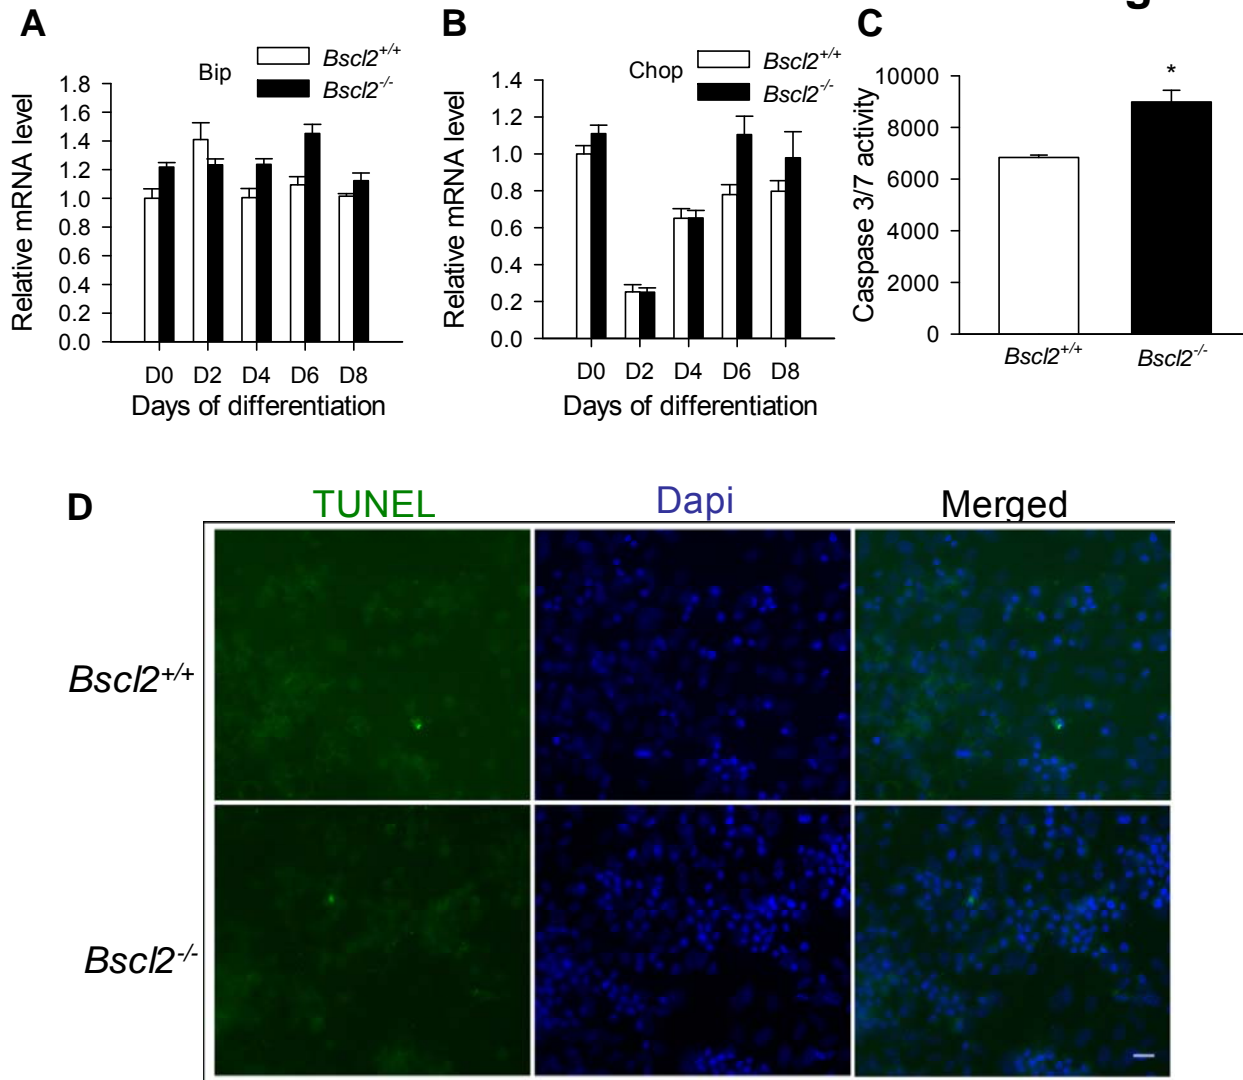 g
A
B
C
Bip
Bscl2+/+
Bscl2-/-
Relative mRNA level
1.8
1.6
1.4
1.2
1.0
0.8
0.6
0.4
0.2
0.0
D0 D2 D4 D6 D8
Days of differentiation
Chop
Bscl2+/+
Bscl2-/-
Relative mRNA level
1.4
1.2
1.0
0.8
0.6
0.4
0.2
0.0
D0 D2 D4 D6 D8
Days of differentiation
Caspase 3/7 activity
10000
8000
6000
4000
2000
0
*
Bscl2+/+ Bscl2-/-
D
TUNEL Dapi Merged
Bscl2+/+
Bscl2-/-